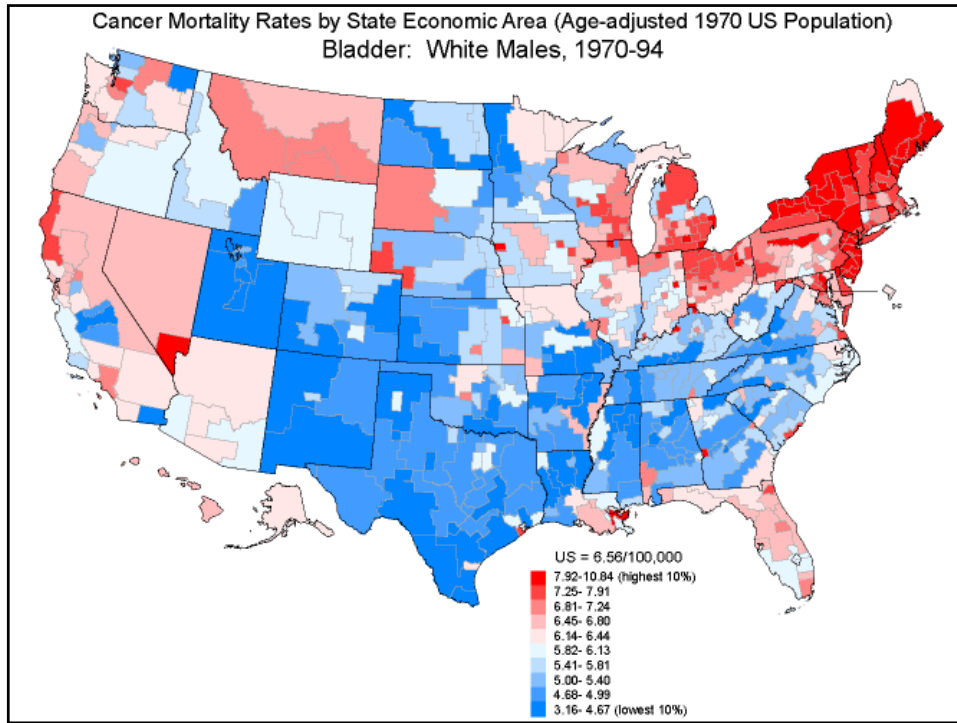 Cancer Mortality Rates by State Economic Area (Age-adjusted 1970 US Population)
Bladder: White Males, 1970-94
DC
US = 6.56/100,000
7.92-10.84 (highest 10%)
7.25- 7.91
6.81- 7.24
6.45- 6.80
6.14- 6.44
5.82- 6.13
5.41- 5.81
5.00- 5.40
4.68- 4.99
3.16- 4.67 (lowest 10%)